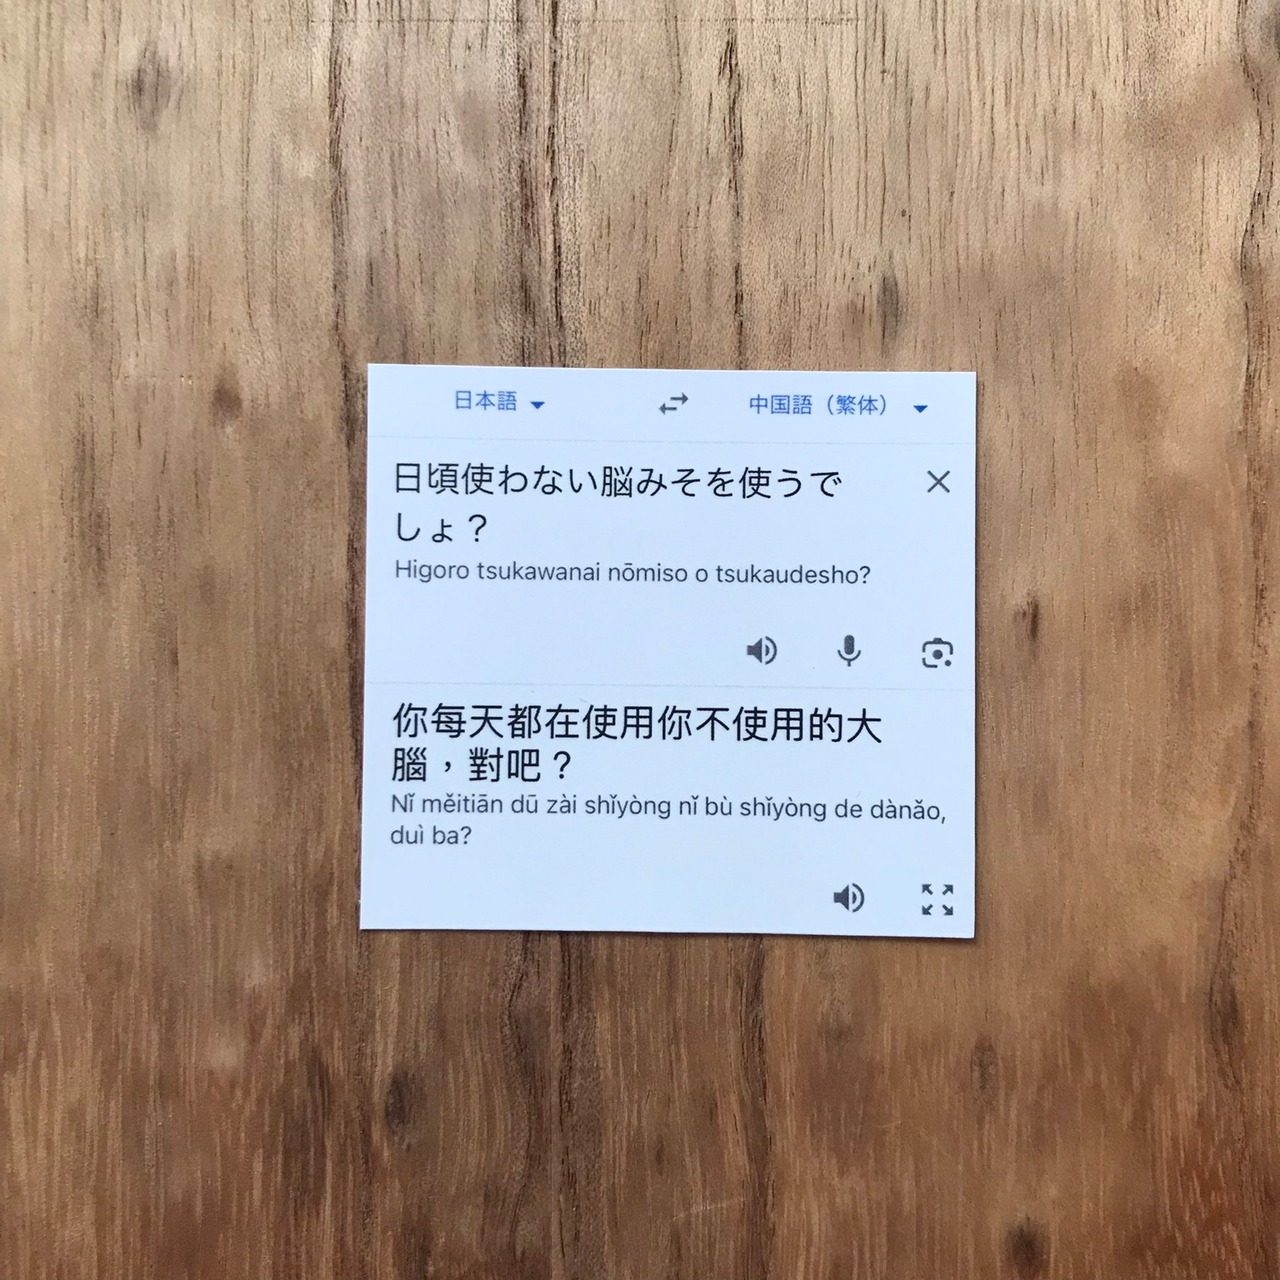 日本語
中国語（繁体）
日頃使わない脳みそを使うで
しょ？
Higoro tsukawanai nōmiso o tsukaudesho?
你每天都在使用你不使用的大
腦，對吧？
Nǐ měitiān dū zài shǐyòng nǐ bù shǐyòng de dànǎo,
duì ba?